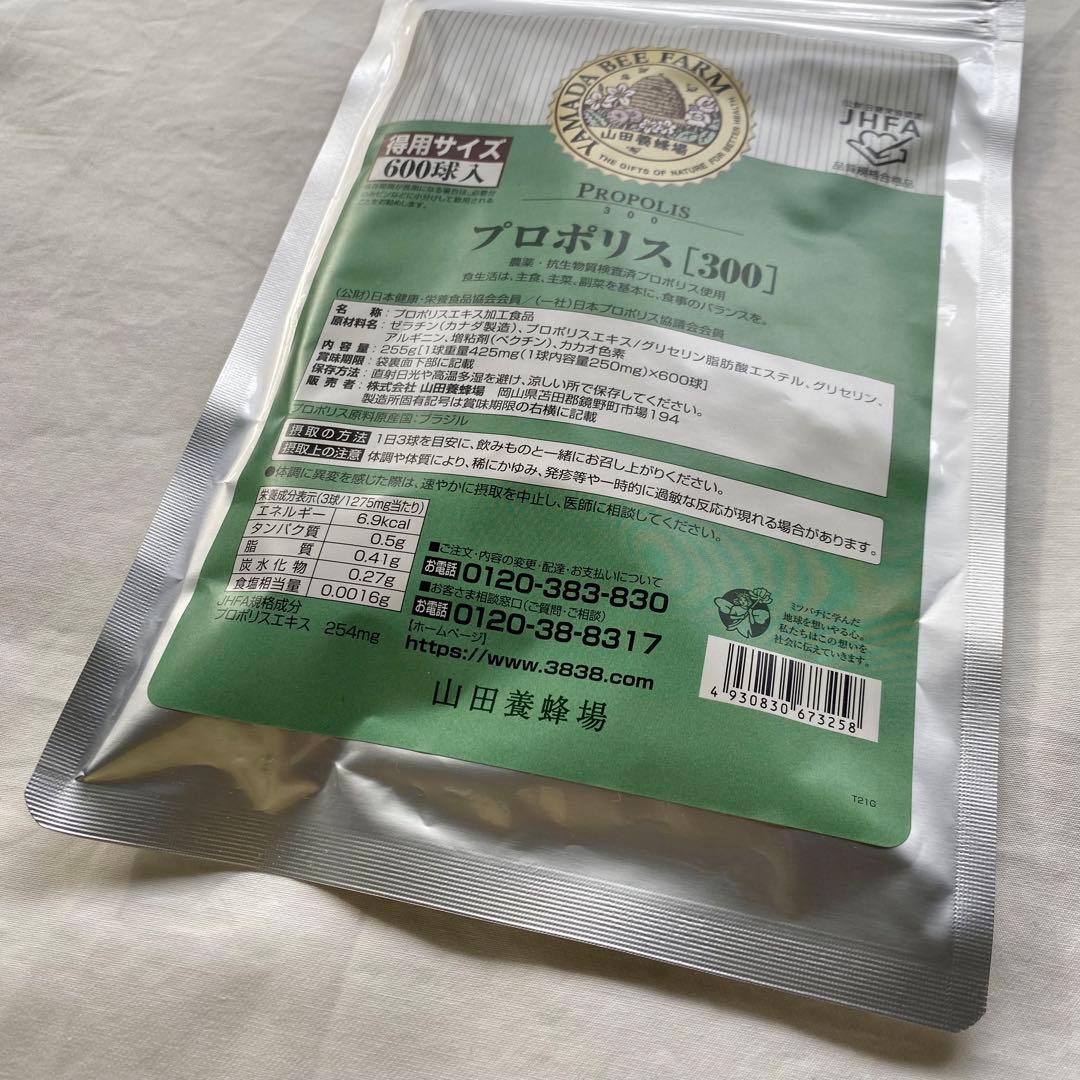 YAMADA BEE FARM
山田養蜂場
THE GIFTS OF NATURE FOR BETTER HEALTH
JHFA
品質規格合格品
得用サイズ
600球入
PROPOLIS
300
プロポリス[300]
農薬・抗生物質検査済プロポリス使用
食生活は、主食、主菜、副菜を基本に、食事のバランスを。
(公財)日本健康・栄養食品協会会員/(一社)日本プロポリス協議会会員
名称:プロポリスエキス加工食品
原材料名:ゼラチン(カナダ製造)、プロポリスエキス/グリセリン脂肪酸エステル、グリセリン、
アルギニン、増粘剤(ペクチン)、カカオ色素
内容量:255g[1球重量425mg(1球内容量250mg)×600球]
賞味期限:袋裏面下部に記載
保存方法:直射日光や高温多湿を避け、涼しい所で保存してください。
販売者:株式会社 山田養蜂場 岡山県苫田郡鏡野町市場194
製造所固有記号は賞味期限の右横に記載
プロポリス原料原産国:ブラジル
摂取の方法 1日3球を目安に、飲みものと一緒にお召し上がりください。
摂取上の注意 体調や体質により、稀にかゆみ、発疹等や一時的に過敏な反応が現れる場合があります。
●体調に異変を感じた際は、速やかに摂取を中止し、医師に相談してください。
栄養成分表示(3球/1275mg当たり)
エネルギー 6.9kcal
タンパク質 0.5g
脂質 0.41g
炭水化物 0.27g
食塩相当量 0.0016g
JHFA規格成分
プロポリスエキス 254mg
■ご注文・内容の変更・配達・お支払いについて
お電話 0120-383-830
■お客さま相談窓口(ご質問・ご相談)
お電話 0120-38-8317
【ホームページ】
https://www.3838.com
山田養蜂場
ミツバチに学んだ
地球を想いやる心。
私たちはこの想いを
社会に伝えていきます。
4 930830 673258
T21G